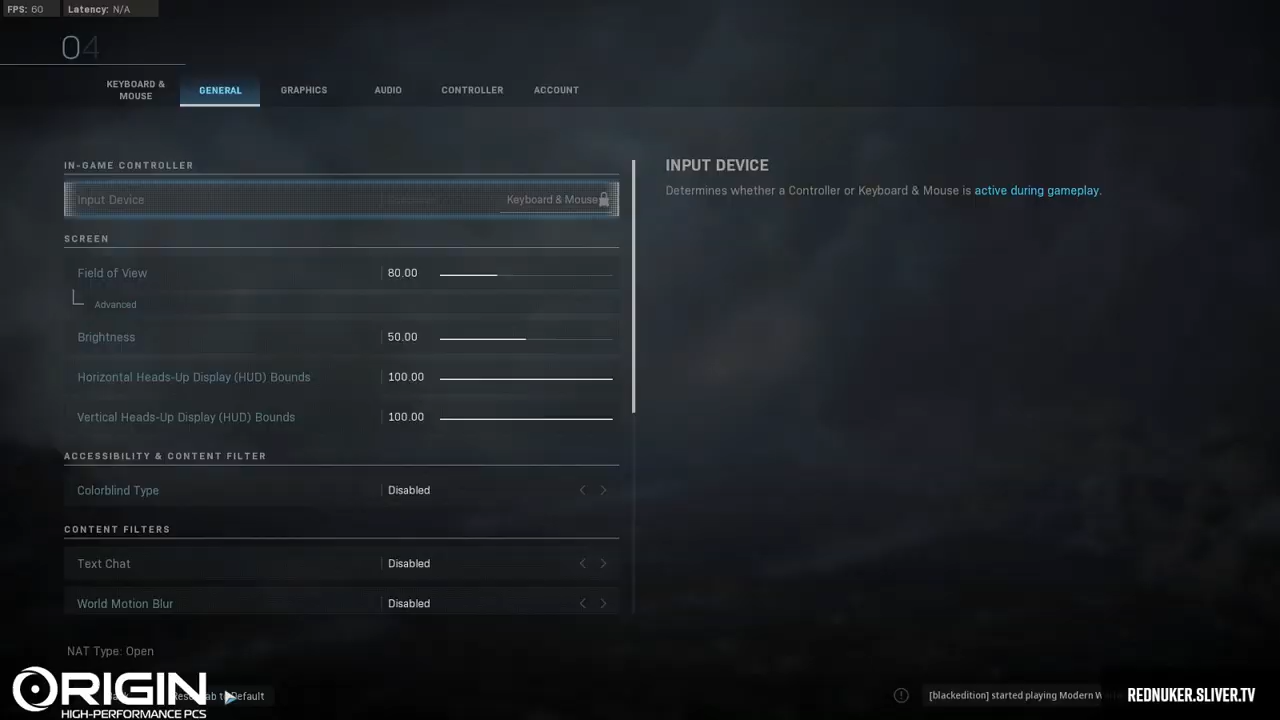 FPS: 60 Latency: N/A
04
KEYBOARD &
MOUSE
GENERAL
GRAPHICS
AUDIO
CONTROLLER
ACCOUNT
IN-GAME CONTROLLER
Input Device Keyboard & Mouse
SCREEN
Field of View 80.00
Advanced
Brightness 50.00
Horizontal Heads-Up Display (HUD) Bounds 100.00
Vertical Heads-Up Display (HUD) Bounds 100.00
ACCESSIBILITY & CONTENT FILTER
Colorblind Type Disabled
CONTENT FILTERS
Text Chat Disabled
World Motion Blur Disabled
INPUT DEVICE
Determines whether a Controller or Keyboard & Mouse is active during gameplay.
NAT Type: Open
Reset Tab to Default
ORIGIN
HIGH-PERFORMANCE PCS
[blackedition] started playing Modern W
REDNUKER.SLIVER.TV